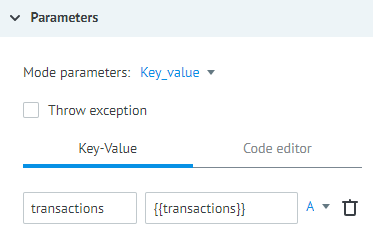 Parameters
Mode parameters: Key_value
Throw exception
Key-Value Code editor
transactions {{transactions}} A